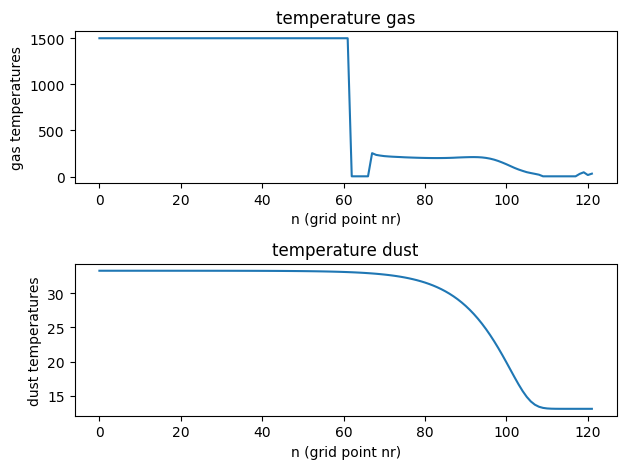 temperature gas
gas temperatures
1500
1000
500
0
0 20 40 60 80 100 120
n (grid point nr)
temperature dust
dust temperatures
30
25
20
15
0 20 40 60 80 100 120
n (grid point nr)